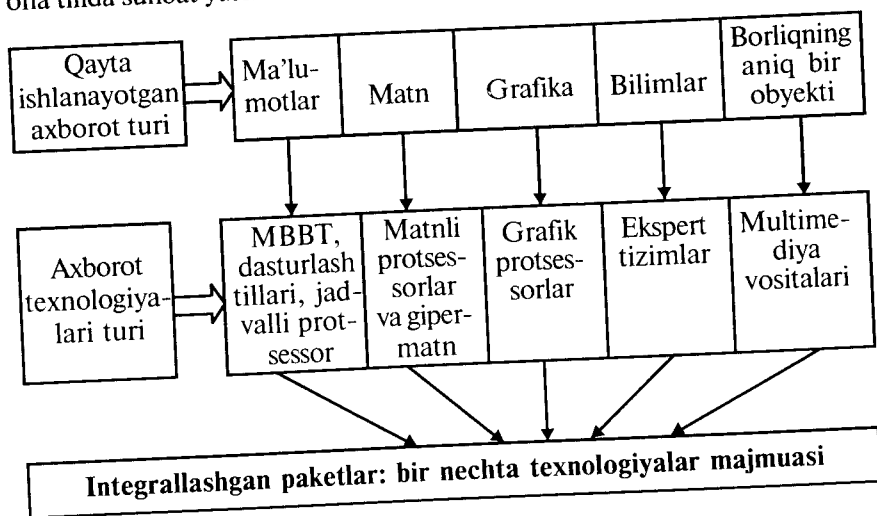 Qayta
ishlanayotgan
axborot turi
Ma'lu-
motlar
Matn
Grafika
Bilimlar
Borliqning
aniq bir
obyekti
Axborot
texnologiya-
lari turi
MBBT,
dasturlash
tillari, jad-
valli prot-
sessor
Matnli
protses-
sorlar
va giper-
matn
Grafik
protses-
sorlar
Ekspert
tizimlar
Multime-
diya
vositalari
Integrallashgan paketlar: bir nechta texnologiyalar majmuasi